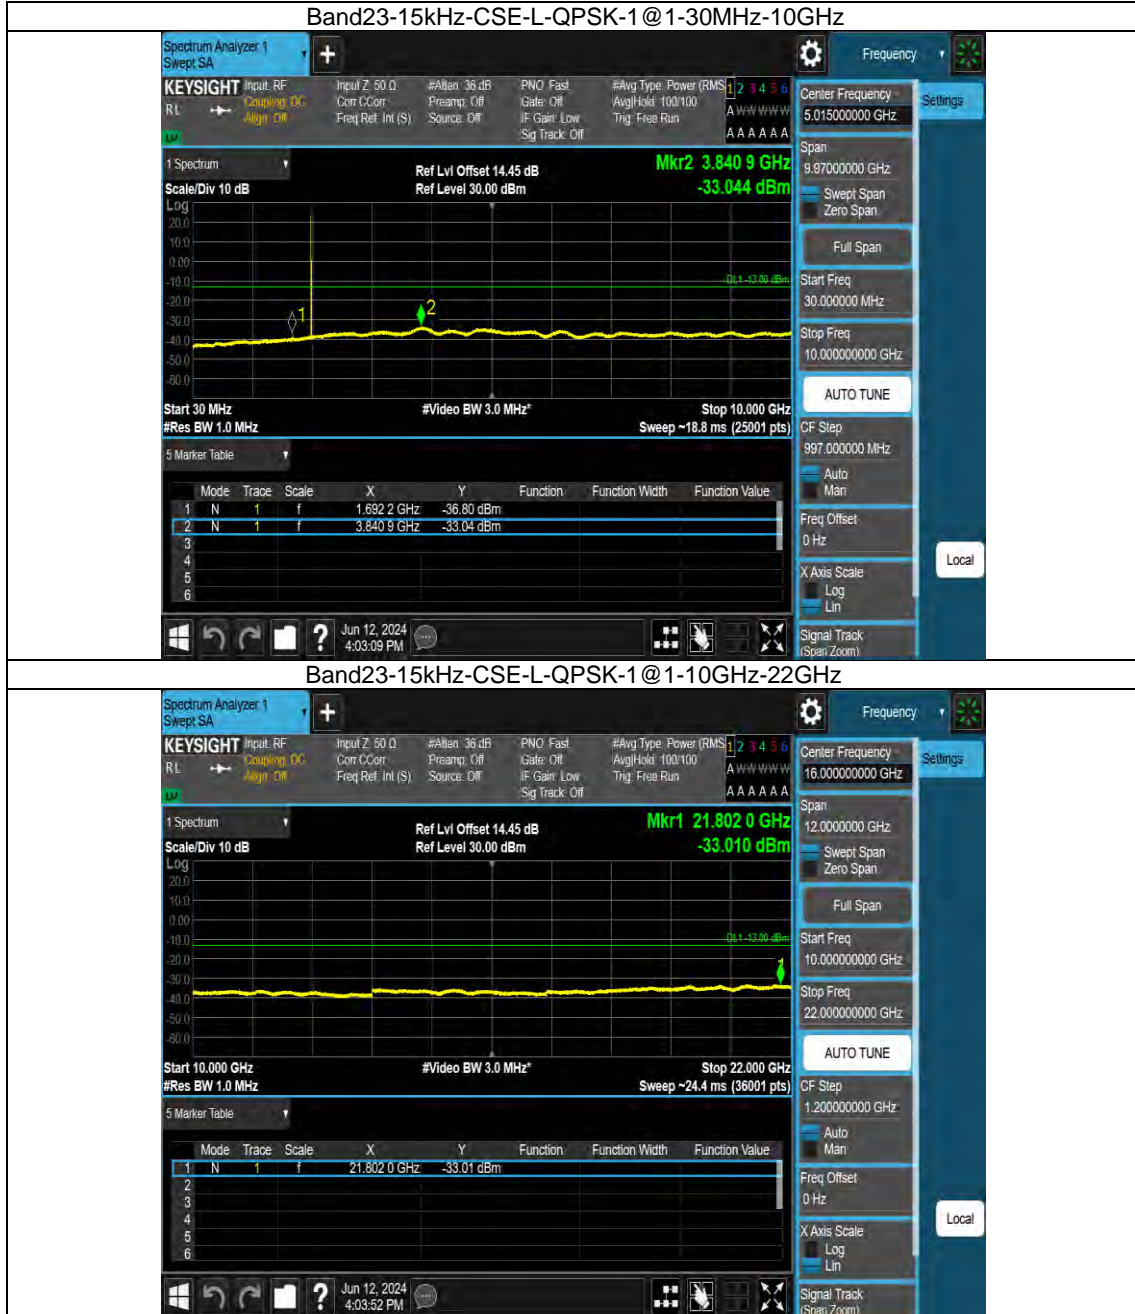 Band23-15kHz-CSE-L-QPSK-1@1-30MHz-10GHz
Spectrum Analyzer 1
Swept SA
+
Frequency
KEYSIGHT
RL
Input: RF
Coupling: DC
Align: Off
Input Z: 50 Ω
Corr CCorr
Freq Ref: Int (S)
#Atten: 36 dB
Preamp: Off
Source: Off
PNO: Fast
Gate: Off
IF Gain: Low
Sig Track: Off
#Avg Type: Power (RMS
Avg|Hold: 100/100
Trig: Free Run
1 2 3 4 5 6
A W W W W W
A A A A A A
LW
1 Spectrum
Scale/Div 10 dB
Ref Lvl Offset 14.45 dB
Ref Level 30.00 dBm
Mkr2 3.840 9 GHz
-33.044 dBm
Log
20.0
10.0
0.00
-10.0
-20.0
-30.0
-40.0
-50.0
-60.0
DL1 -13.00 dBm
1
2
Start 30 MHz
#Video BW 3.0 MHz*
Stop 10.000 GHz
#Res BW 1.0 MHz
Sweep ~18.8 ms (25001 pts)
5 Marker Table
Mode Trace Scale X Y Function Function Width Function Value
1 N 1 f 1.692 2 GHz -36.80 dBm
2 N 1 f 3.840 9 GHz -33.04 dBm
3
4
5
6
Jun 12, 2024
4:03:09 PM
Center Frequency
5.015000000 GHz
Settings
Span
9.97000000 GHz
Swept Span
Zero Span
Full Span
Start Freq
30.000000 MHz
Stop Freq
10.000000000 GHz
AUTO TUNE
CF Step
997.000000 MHz
Auto
Man
Freq Offset
0 Hz
X Axis Scale
Log
Lin
Local
Signal Track
(Span Zoom)
Band23-15kHz-CSE-L-QPSK-1@1-10GHz-22GHz
Spectrum Analyzer 1
Swept SA
+
Frequency
KEYSIGHT
RL
Input: RF
Coupling: DC
Align: Off
Input Z: 50 Ω
Corr CCorr
Freq Ref: Int (S)
#Atten: 36 dB
Preamp: Off
Source: Off
PNO: Fast
Gate: Off
IF Gain: Low
Sig Track: Off
#Avg Type: Power (RMS
Avg|Hold: 100/100
Trig: Free Run
1 2 3 4 5 6
A W W W W W
A A A A A A
LW
1 Spectrum
Scale/Div 10 dB
Ref Lvl Offset 14.45 dB
Ref Level 30.00 dBm
Mkr1 21.802 0 GHz
-33.010 dBm
Log
20.0
10.0
0.00
-10.0
-20.0
-30.0
-40.0
-50.0
-60.0
DL1 -13.00 dBm
1
Start 10.000 GHz
#Video BW 3.0 MHz*
Stop 22.000 GHz
#Res BW 1.0 MHz
Sweep ~24.4 ms (36001 pts)
5 Marker Table
Mode Trace Scale X Y Function Function Width Function Value
1 N 1 f 21.802 0 GHz -33.01 dBm
2
3
4
5
6
Jun 12, 2024
4:03:52 PM
Center Frequency
16.000000000 GHz
Settings
Span
12.0000000 GHz
Swept Span
Zero Span
Full Span
Start Freq
10.000000000 GHz
Stop Freq
22.000000000 GHz
AUTO TUNE
CF Step
1.200000000 GHz
Auto
Man
Freq Offset
0 Hz
X Axis Scale
Log
Lin
Local
Signal Track
(Span Zoom)